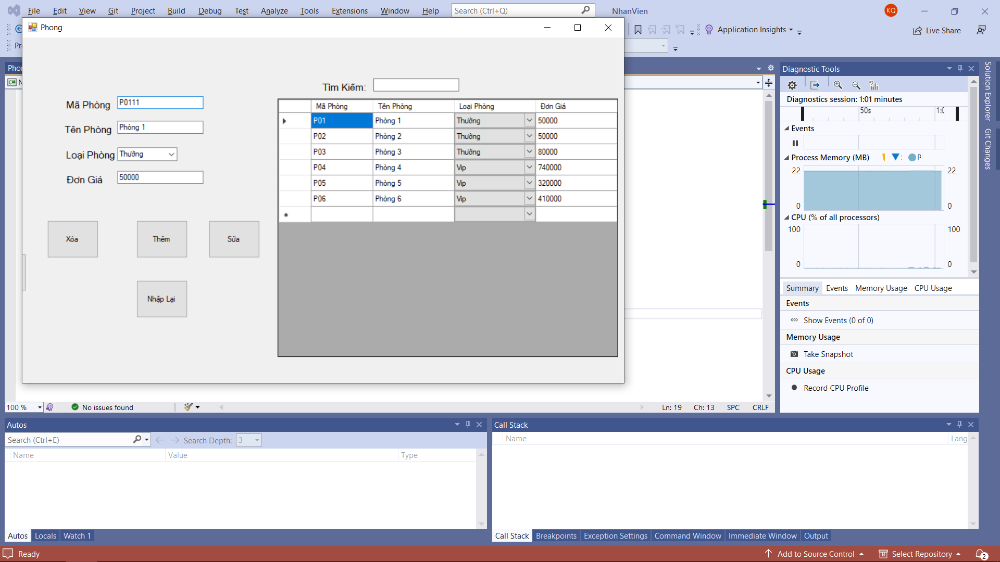 File Edit View Git Project Build Debug Test Analyze Tools Extensions Window Help Search (Ctrl+Q) NhanVien KQ
Phong
Application Insights
Live Share
Tìm Kiếm:
Mã Phòng P0111
Tên Phòng Phòng 1
Loại Phòng Thường
Đơn Giá 50000
Xóa Thêm Sửa
Nhập Lại
Mã Phòng Tên Phòng Loại Phòng Đơn Giá
P01 Phòng 1 Thường 50000
P02 Phòng 2 Thường 50000
P03 Phòng 3 Thường 80000
P04 Phòng 4 Vip 740000
P05 Phòng 5 Vip 320000
P06 Phòng 6 Vip 410000
Diagnostic Tools
Diagnostics session: 1:01 minutes
50s
Events
Process Memory (MB) P
22 22
0 0
CPU (% of all processors)
100 100
0 0
Summary Events Memory Usage CPU Usage
Events
Show Events (0 of 0)
Memory Usage
Take Snapshot
CPU Usage
Record CPU Profile
Solution Explorer
Git Changes
100 % No issues found Ln: 19 Ch: 13 SPC CRLF
Autos
Search (Ctrl+E) Search Depth: 3
Name Value Type
Autos Locals Watch 1
Call Stack
Name Lang
Call Stack Breakpoints Exception Settings Command Window Immediate Window Output
Ready Add to Source Control Select Repository 2